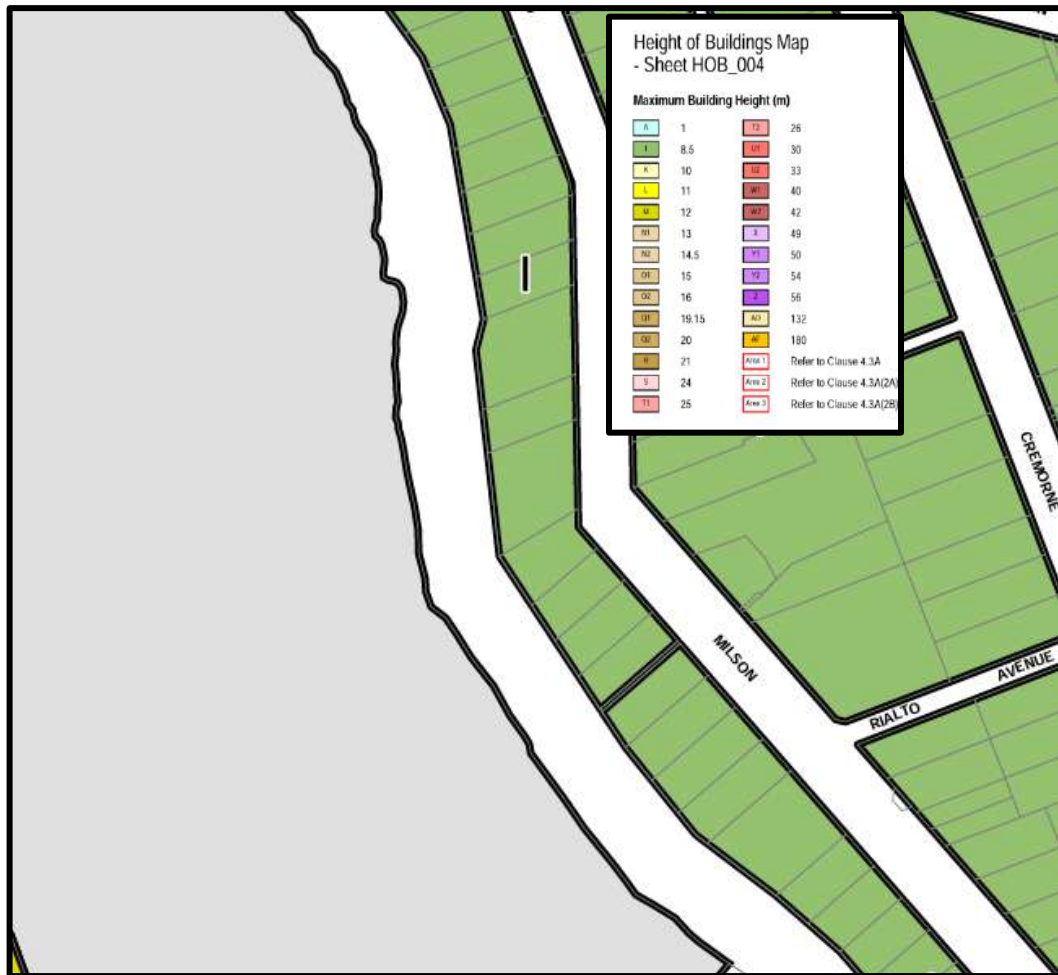 Height of Buildings Map
- Sheet HOB_004
Maximum Building Height (m)
A 1 T2 26
I 8.5 U1 30
K 10 U2 33
L 11 W1 40
M 12 W2 42
N1 13 X 49
N2 14.5 Y1 50
O1 15 Y2 54
O2 16 Z 56
Q1 19.15 AD 132
Q2 20 AF 180
R 21 Area 1 Refer to Clause 4.3A
S 24 Area 2 Refer to Clause 4.3A(2A)
T1 25 Area 3 Refer to Clause 4.3A(2B)
I
CREMORNE
MILSON
RIALTO AVENUE